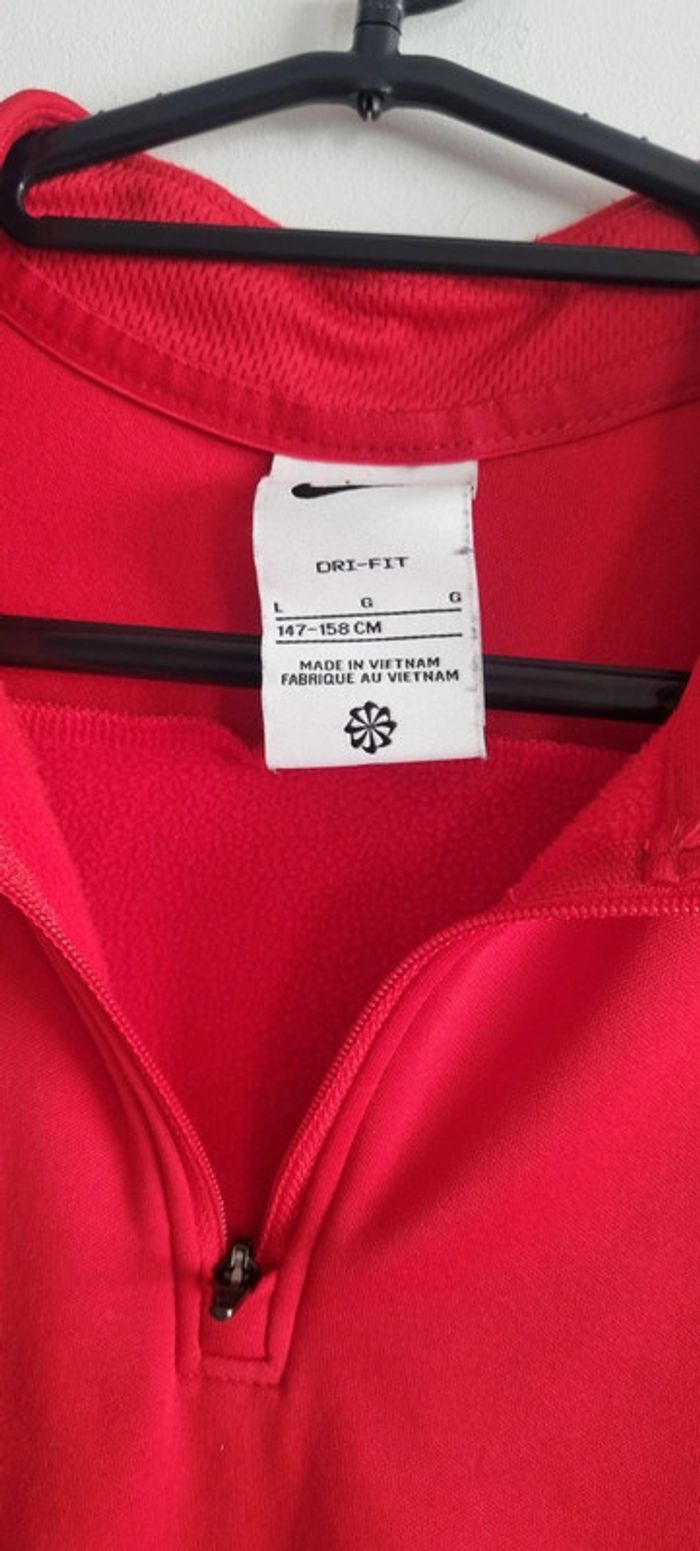 DRI-FIT
L G G
147-158 CM
MADE IN VIETNAM
FABRIQUE AU VIETNAM